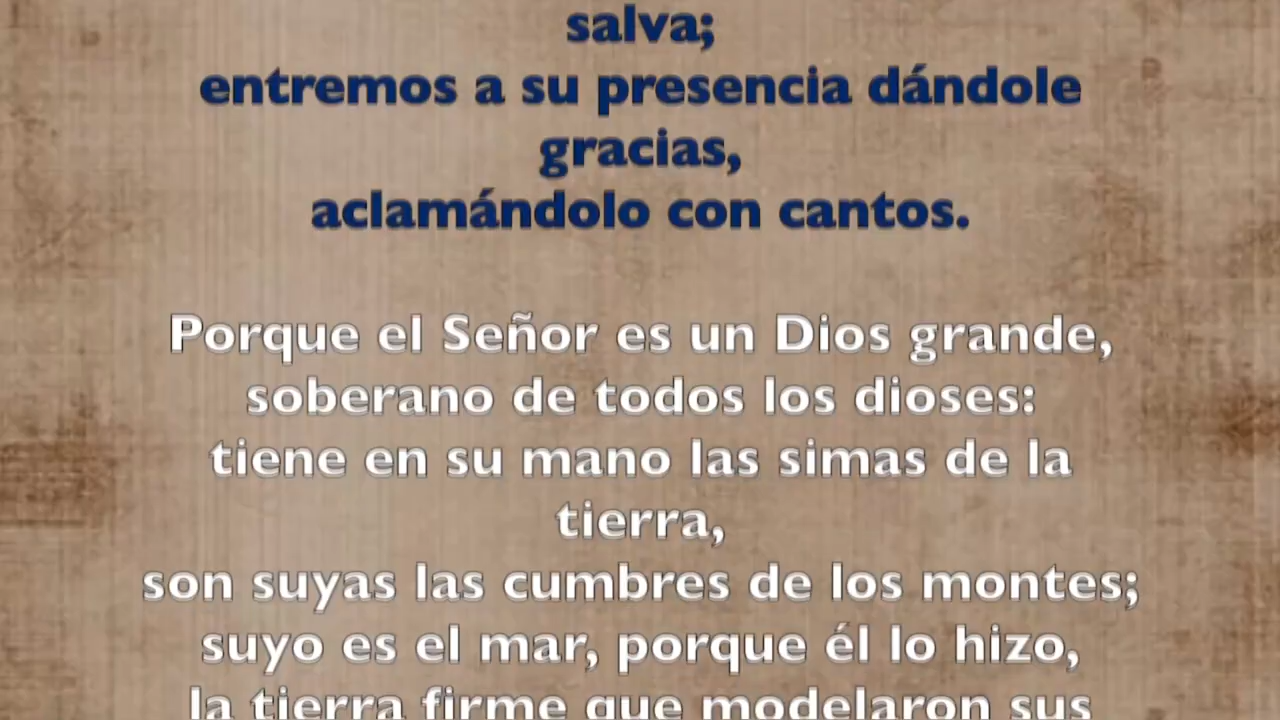 salva;
entremos a su presencia dándole
gracias,
aclamándolo con cantos.
Porque el Señor es un Dios grande,
soberano de todos los dioses:
tiene en su mano las simas de la
tierra,
son suyas las cumbres de los montes;
suyo es el mar, porque él lo hizo,
la tierra firme que modelaron sus